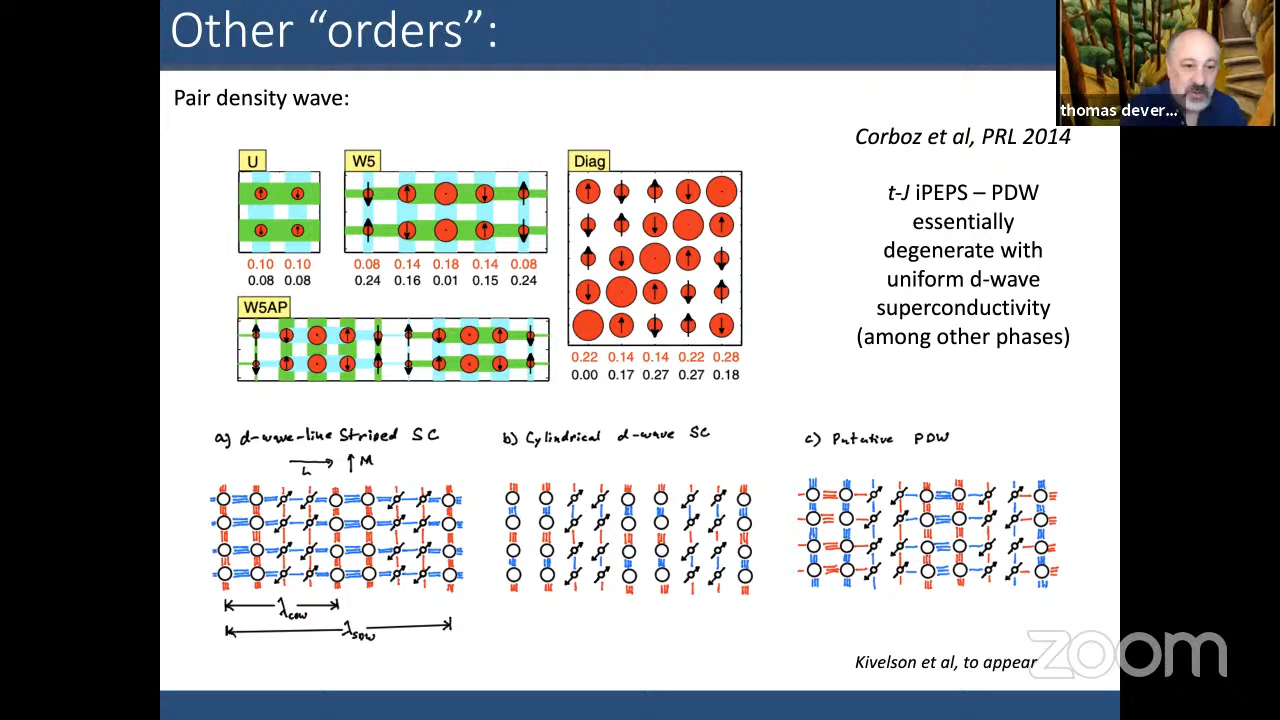 Other “orders”:
thomas dever...
Pair density wave:
Corboz et al, PRL 2014
U
W5
Diag
t-J iPEPS – PDW
essentially
degenerate with
uniform d-wave
superconductivity
(among other phases)
0.10 0.10
0.08 0.08
0.08 0.14 0.18 0.14 0.08
0.24 0.16 0.01 0.15 0.24
W5AP
0.22 0.14 0.14 0.22 0.28
0.00 0.17 0.27 0.27 0.18
a) d-wave-like Striped SC
b) Cylindrical d-wave SC
c) Putative PDW
L
M
λCDW
λSDW
Kivelson et al, to appear
zoom